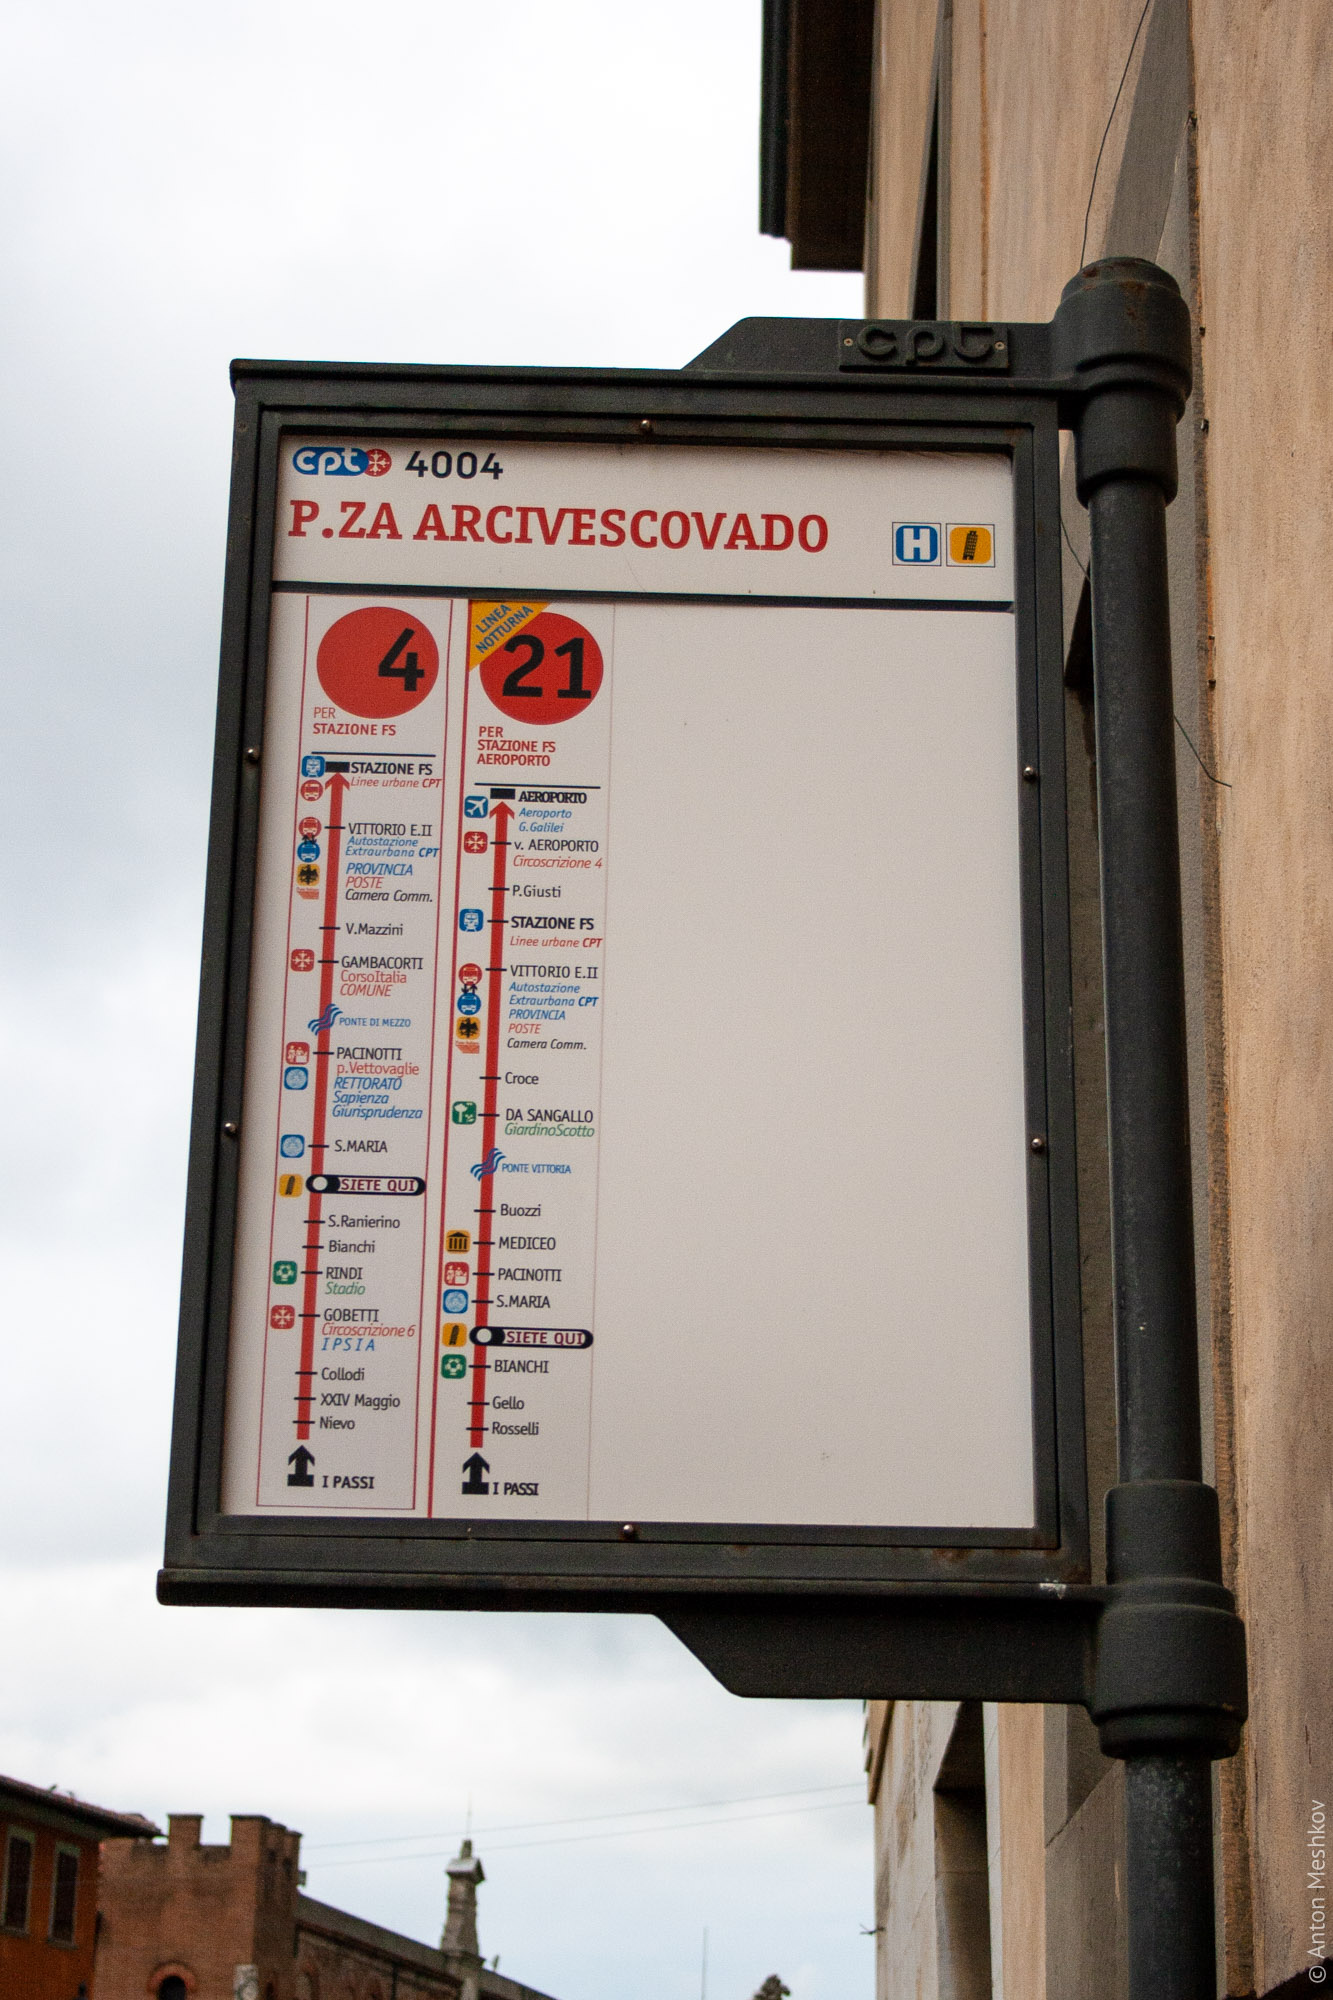 cpt
cpt 4004
P.ZA ARCIVESCOVADO
H
4
PER
STAZIONE FS
STAZIONE FS
Linee urbane CPT
VITTORIO E.II
Autostazione
Extraurbana CPT
PROVINCIA
POSTE
Camera Comm.
V.Mazzini
GAMBACORTI
CorsoItalia
COMUNE
PONTE DI MEZZO
PACINOTTI
p.Vettovaglie
RETTORATO
Sapienza
Giurisprudenza
S.MARIA
SIETE QUI
S.Ranierino
Bianchi
RINDI
Stadio
GOBETTI
Circoscrizione 6
IPSIA
Collodi
XXIV Maggio
Nievo
I PASSI
LINEA
NOTTURNA
21
PER
STAZIONE FS
AEROPORTO
AEROPORTO
Aeroporto
G.Galilei
v. AEROPORTO
Circoscrizione 4
P.Giusti
STAZIONE FS
Linee urbane CPT
VITTORIO E.II
Autostazione
Extraurbana CPT
PROVINCIA
POSTE
Camera Comm.
Croce
DA SANGALLO
GiardinoScotto
PONTE VITTORIA
Buozzi
MEDICEO
PACINOTTI
S.MARIA
SIETE QUI
BIANCHI
Gello
Rosselli
I PASSI
© Anton Meshkov